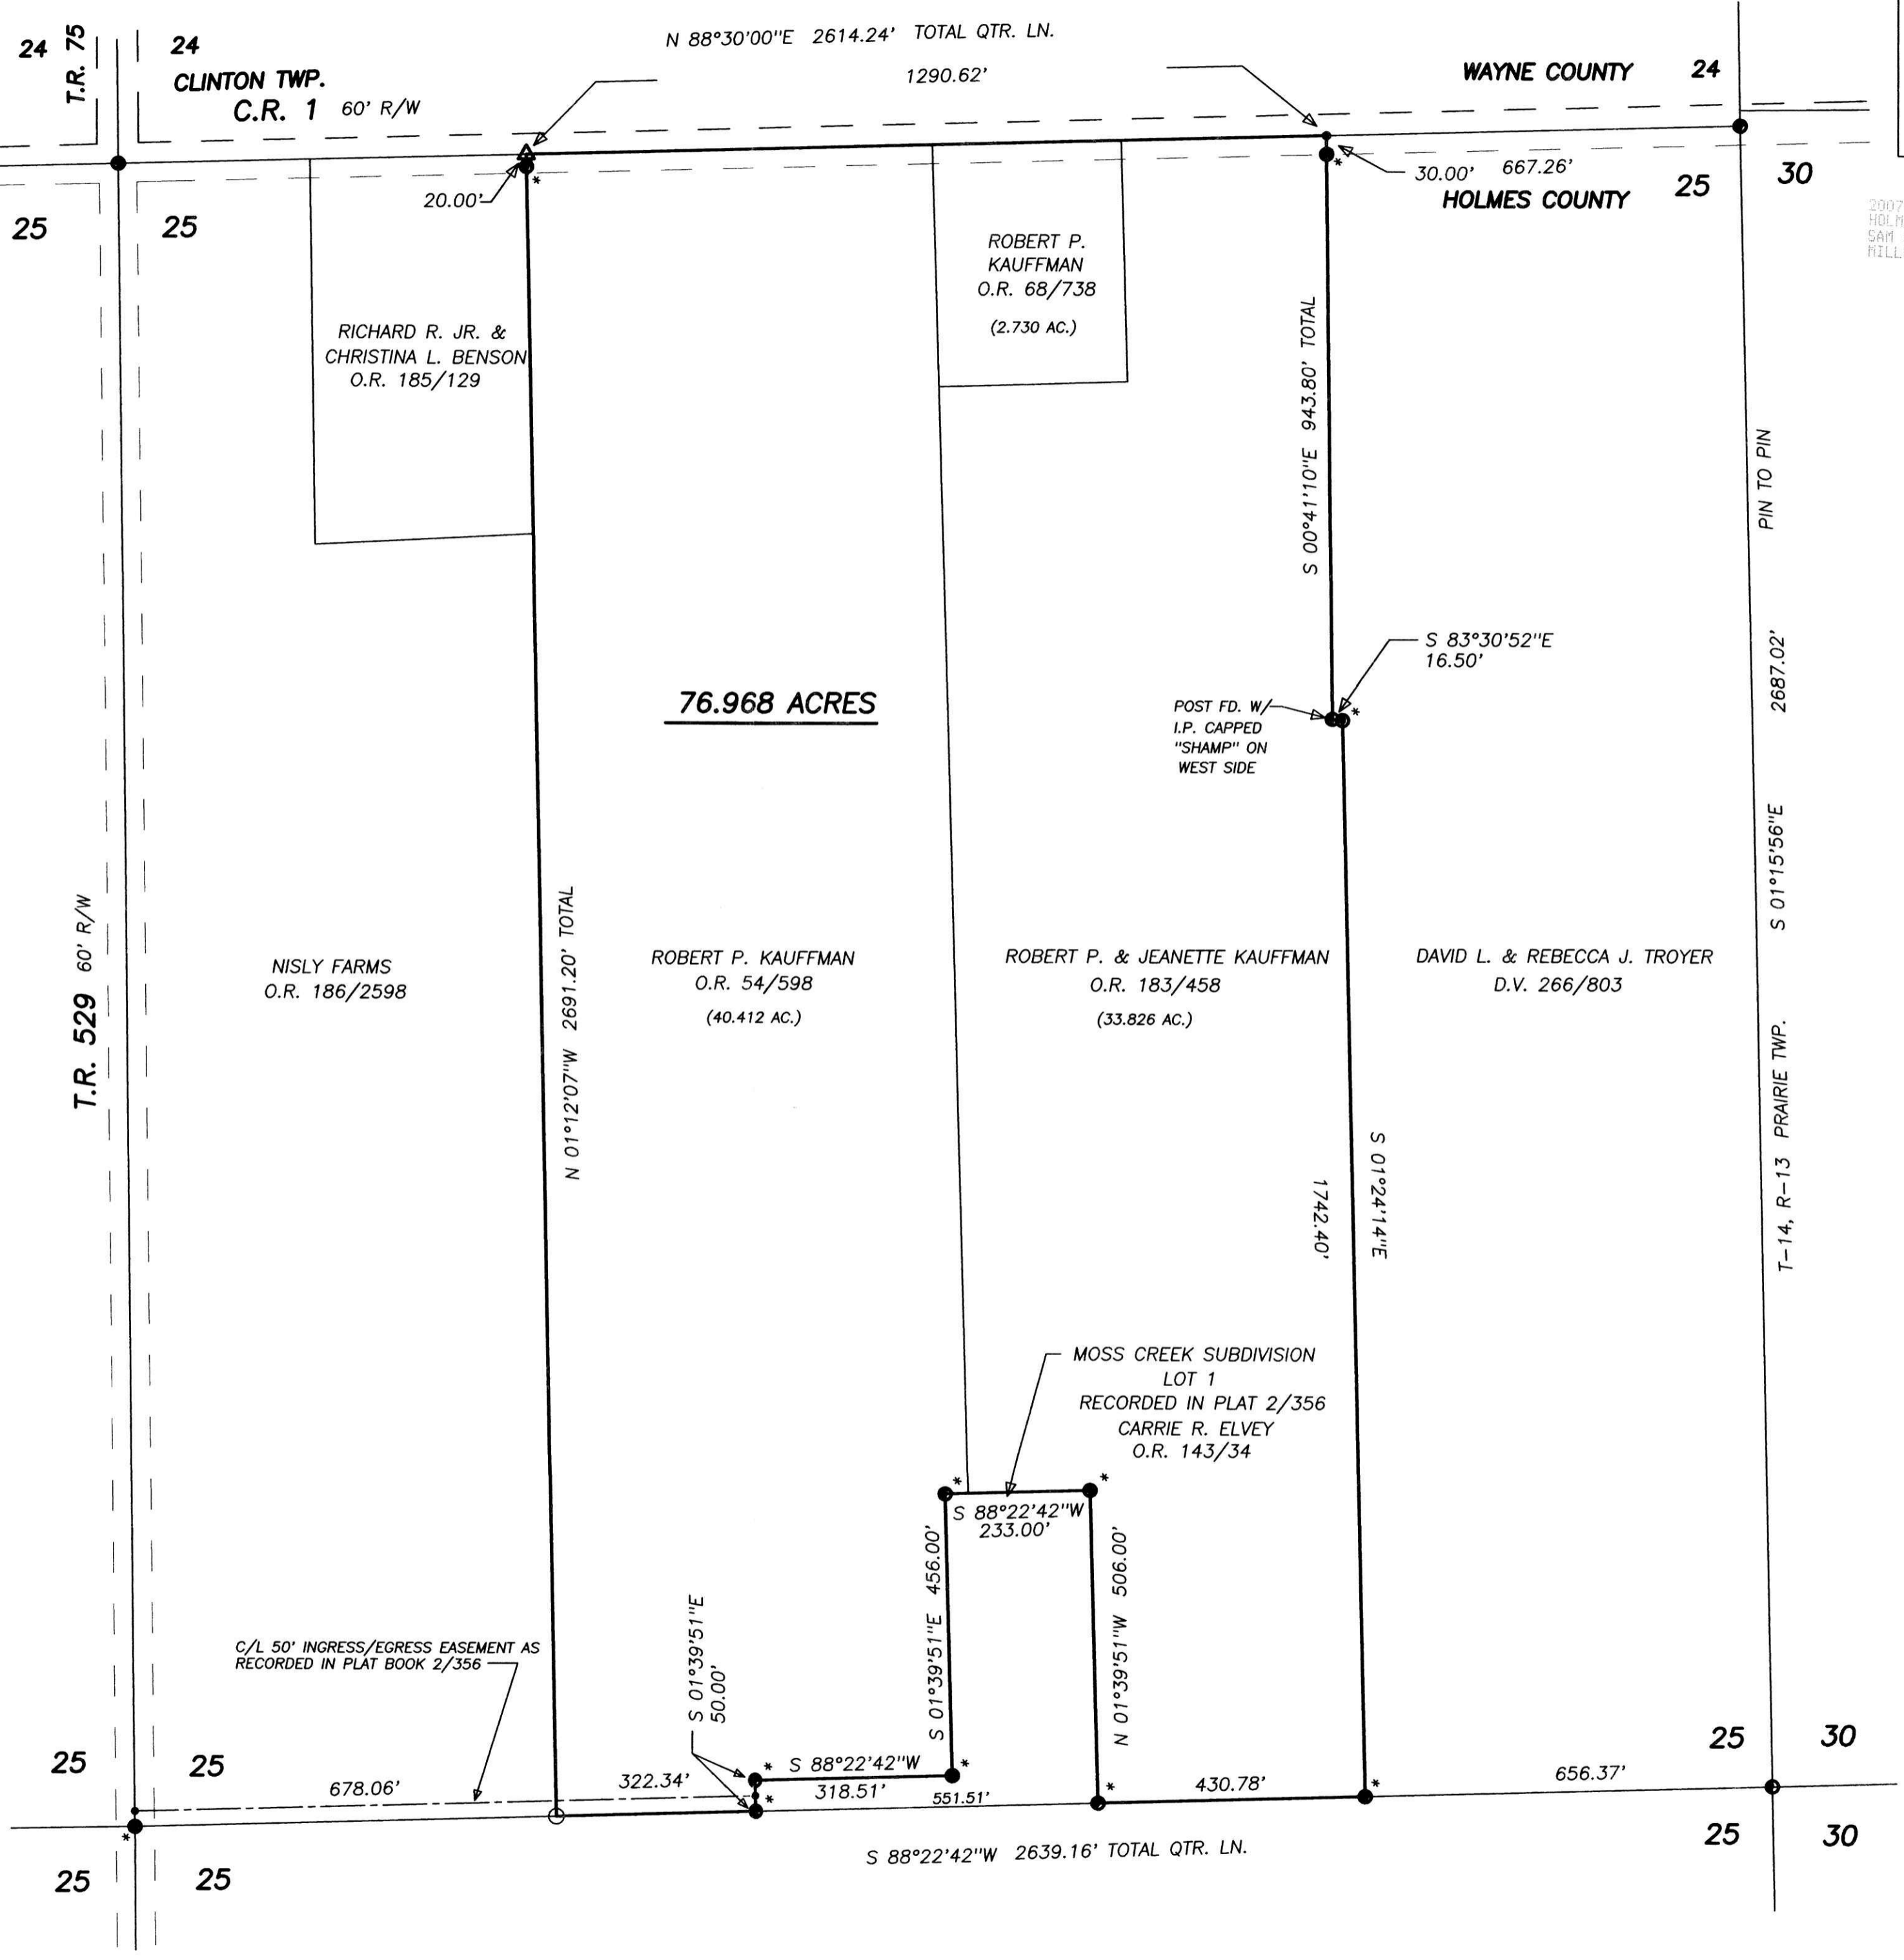 N 88°30'00"E 2614.24' TOTAL QTR. LN.
24
T.R. 75
24
CLINTON TWP.
C.R. 1 60' R/W
1290.62'
WAYNE COUNTY 24
20.00'
30.00' 667.26'
HOLMES COUNTY 25 30
25
25
2007
HOLM
SAM
MILL
ROBERT P.
KAUFFMAN
O.R. 68/738
(2.730 AC.)
RICHARD R. JR. &
CHRISTINA L. BENSON
O.R. 185/129
S 00°41'10"E 943.80' TOTAL
PIN TO PIN
2687.02'
S 01°15'56"E
T-14, R-13 PRAIRIE TWP.
S 83°30'52"E
16.50'
76.968 ACRES
POST FD. W/
I.P. CAPPED
"SHAMP" ON
WEST SIDE
T.R. 529 60' R/W
NISLY FARMS
O.R. 186/2598
N 01°12'07"W 2691.20' TOTAL
ROBERT P. KAUFFMAN
O.R. 54/598
(40.412 AC.)
ROBERT P. & JEANETTE KAUFFMAN
O.R. 183/458
(33.826 AC.)
DAVID L. & REBECCA J. TROYER
D.V. 266/803
1742.40'
S 01°24'14"E
MOSS CREEK SUBDIVISION
LOT 1
RECORDED IN PLAT 2/356
CARRIE R. ELVEY
O.R. 143/34
S 88°22'42"W
233.00'
S 01°39'51"E 456.00'
N 01°39'51"W 506.00'
C/L 50' INGRESS/EGRESS EASEMENT AS
RECORDED IN PLAT BOOK 2/356
S 01°39'51"E
50.00'
25
25
678.06'
322.34'
S 88°22'42"W
318.51'
551.51'
430.78'
656.37'
25 30
S 88°22'42"W 2639.16' TOTAL QTR. LN.
25
25
25 30